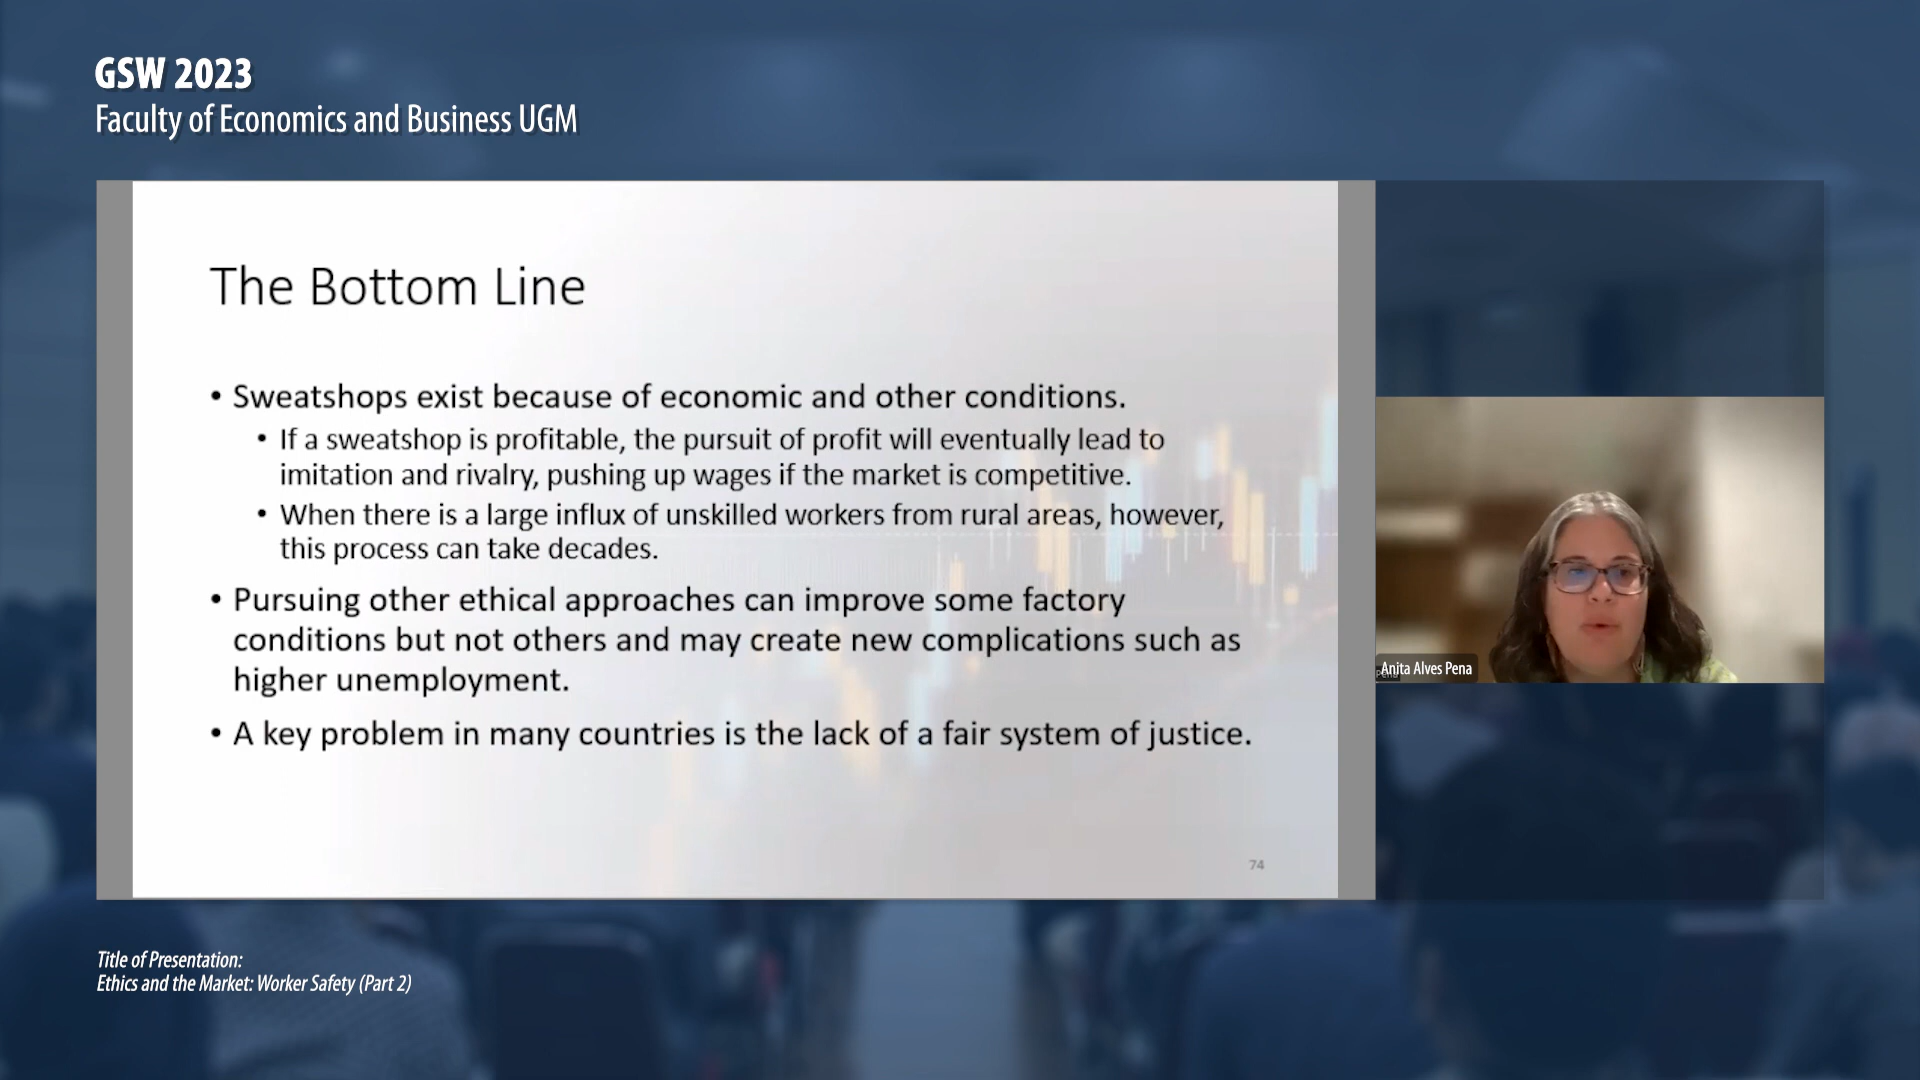 GSW 2023
Faculty of Economics and Business UGM
The Bottom Line
• Sweatshops exist because of economic and other conditions.
• If a sweatshop is profitable, the pursuit of profit will eventually lead to
imitation and rivalry, pushing up wages if the market is competitive.
• When there is a large influx of unskilled workers from rural areas, however,
this process can take decades.
• Pursuing other ethical approaches can improve some factory
conditions but not others and may create new complications such as
higher unemployment.
• A key problem in many countries is the lack of a fair system of justice.
74
Anita Alves Pena
Title of Presentation:
Ethics and the Market: Worker Safety (Part 2)